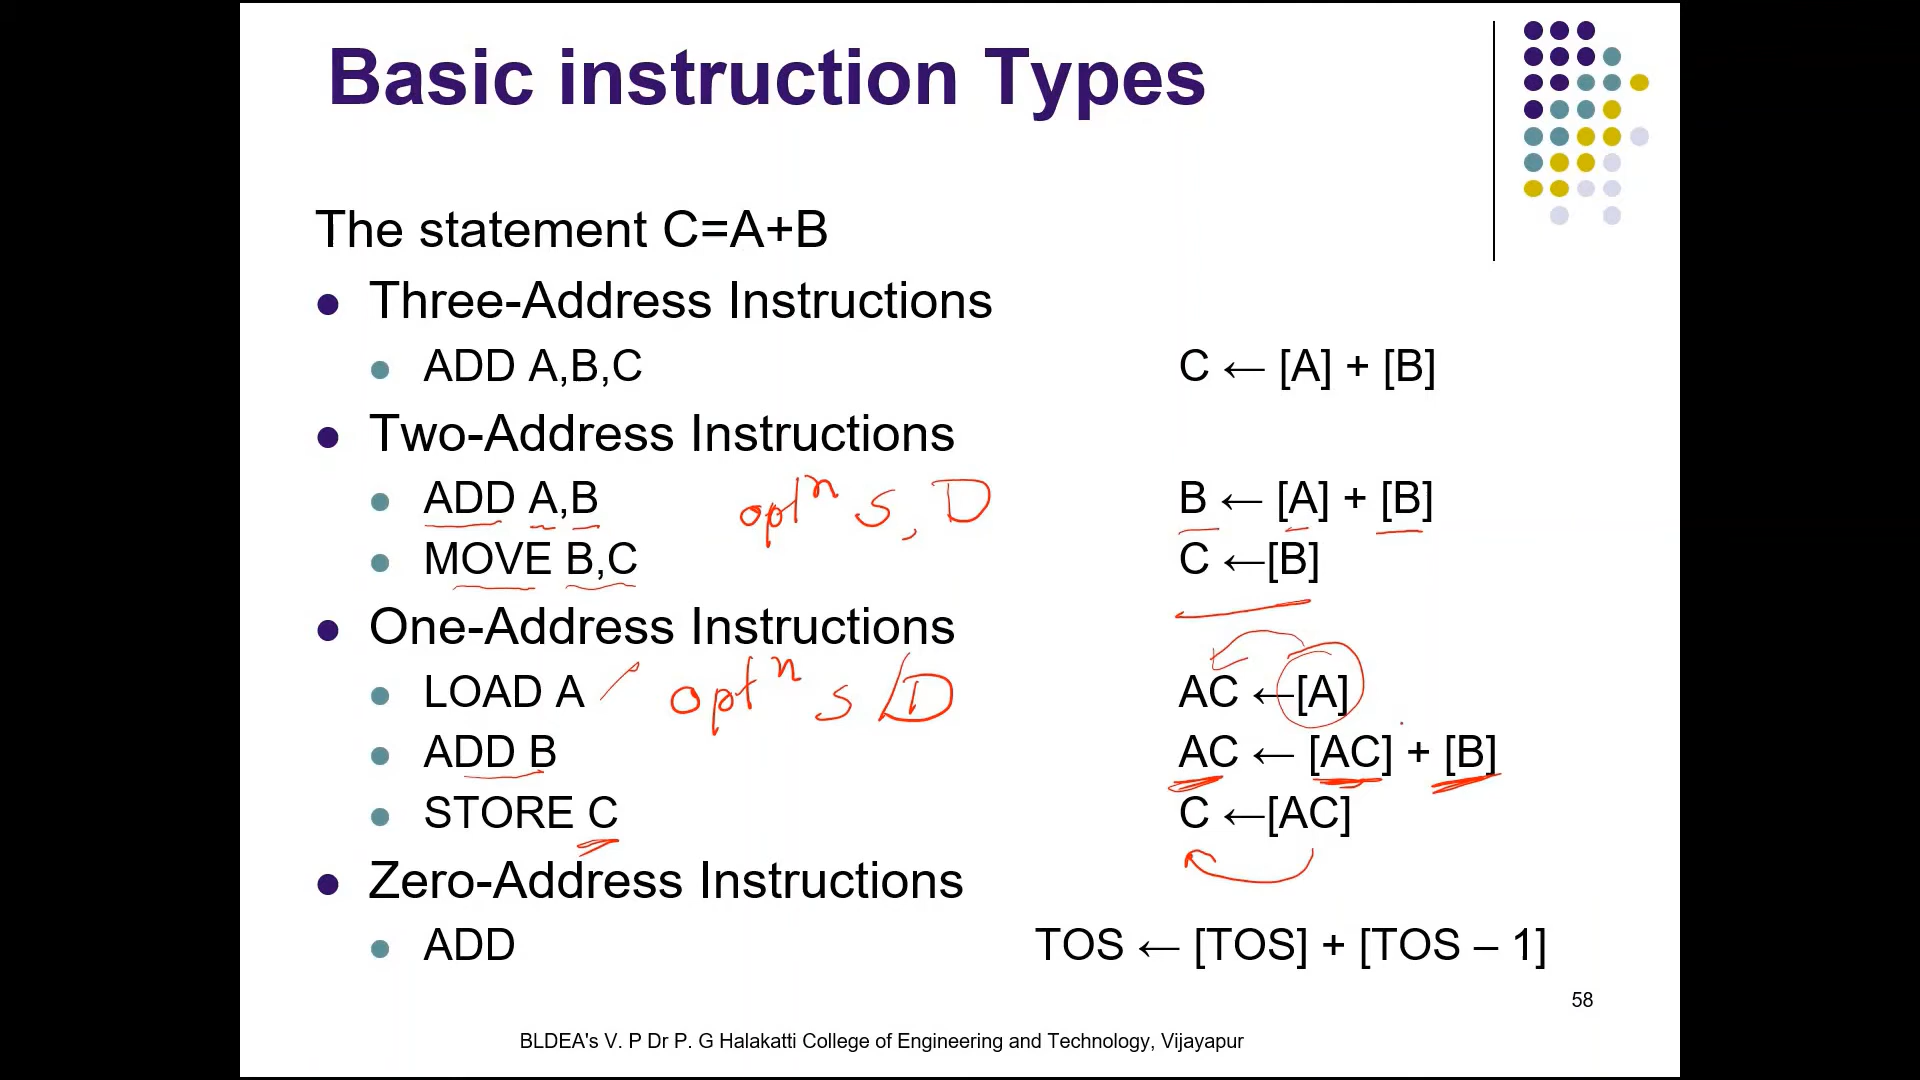 Basic instruction Types
The statement C=A+B
Three-Address Instructions
ADD A,B,C C ← [A] + [B]
Two-Address Instructions
ADD A,B optⁿ S, D B ← [A] + [B]
MOVE B,C C ←[B]
One-Address Instructions
LOAD A optⁿ S/D AC ←[A]
ADD B AC ← [AC] + [B]
STORE C C ←[AC]
Zero-Address Instructions
ADD TOS ← [TOS] + [TOS – 1]
58
BLDEA's V. P Dr P. G Halakatti College of Engineering and Technology, Vijayapur